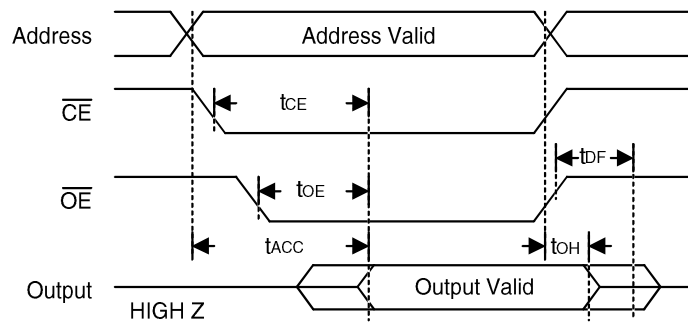 Address
Address Valid
CE
tCE
tDF
OE
tOE
tACC
tOH
Output
Output Valid
HIGH Z